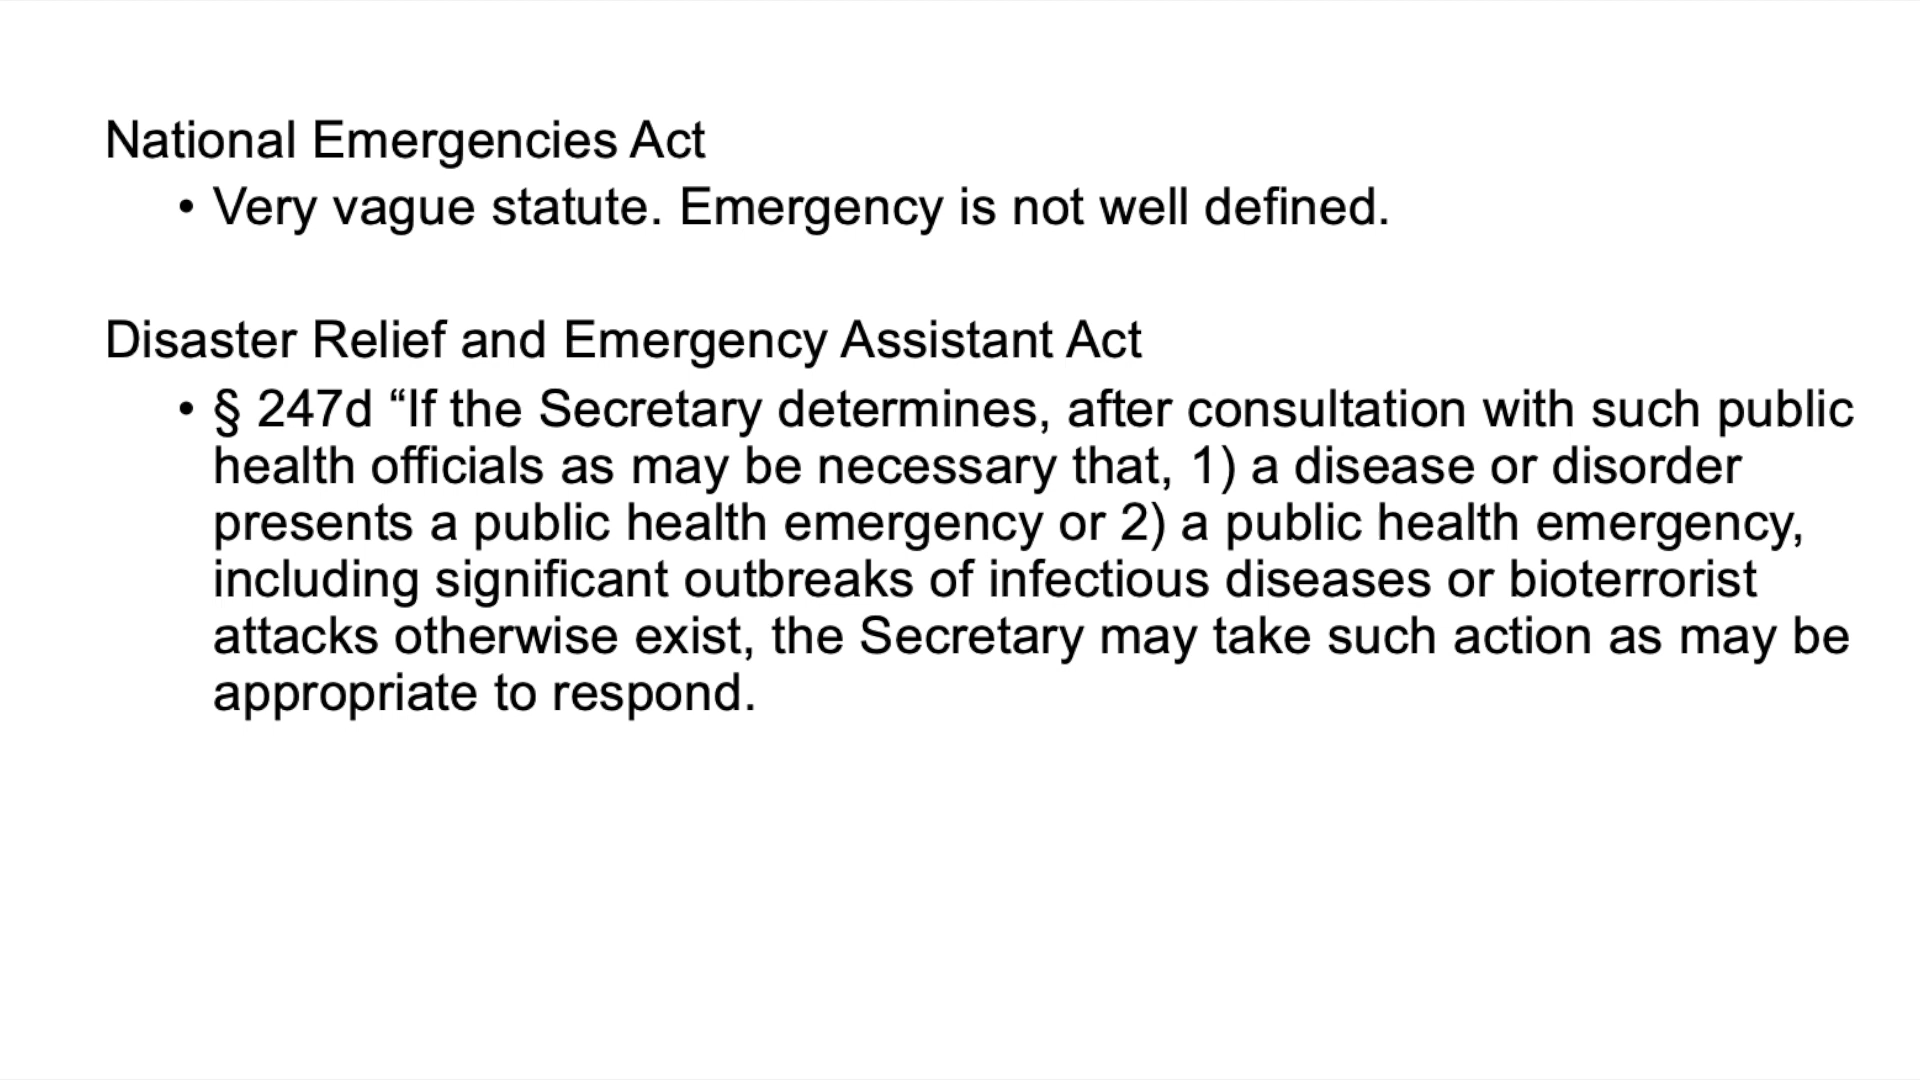 National Emergencies Act
• Very vague statute. Emergency is not well defined.
Disaster Relief and Emergency Assistant Act
• § 247d “If the Secretary determines, after consultation with such public
health officials as may be necessary that, 1) a disease or disorder
presents a public health emergency or 2) a public health emergency,
including significant outbreaks of infectious diseases or bioterrorist
attacks otherwise exist, the Secretary may take such action as may be
appropriate to respond.